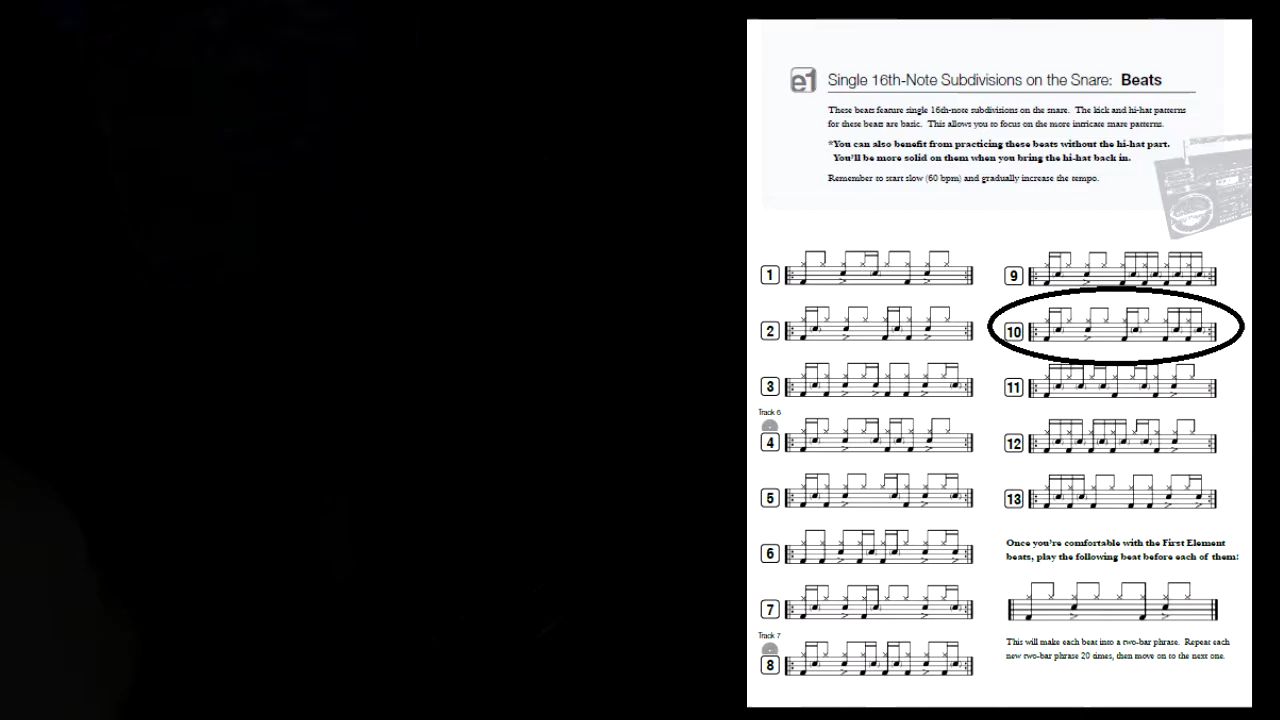 e1 Single 16th-Note Subdivisions on the Snare: Beats
These beats feature single 16th-note subdivisions on the snare. The kick and hi-hat patterns
for these beats are basic. This allows you to focus on the more intricate snare patterns.
*You can also benefit from practicing these beats without the hi-hat part.
You'll be more solid on them when you bring the hi-hat back in.
Remember to start slow (60 bpm) and gradually increase the tempo.
1
2
3
Track 6
4
5
6
7
Track 7
8
9
10
11
12
13
Once you're comfortable with the First Element
beats, play the following beat before each of them:
This will make each beat into a two-bar phrase. Repeat each
new two-bar phrase 20 times, then move on to the next one.